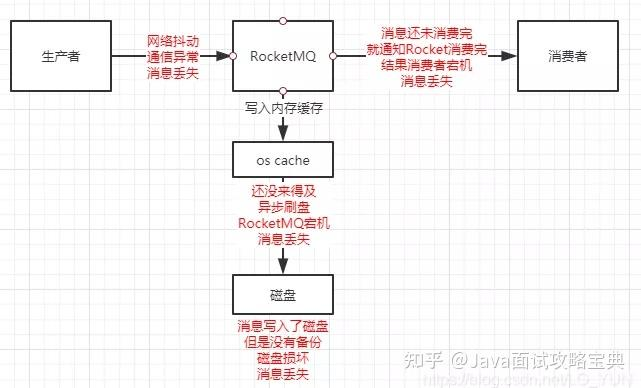 生产者
网络抖动
通信异常
消息丢失
RocketMQ
消息还未消费完
就通知Rocket消费完
结果消费者宕机
消息丢失
消费者
写入内存缓存
os cache
还没来得及
异步刷盘
RocketMQ宕机
消息丢失
磁盘
消息写入了磁盘
但是没有备份
磁盘损坏
消息丢失
知乎 @Java面试攻略宝典
https://blog.csdn.net/LG_YUN